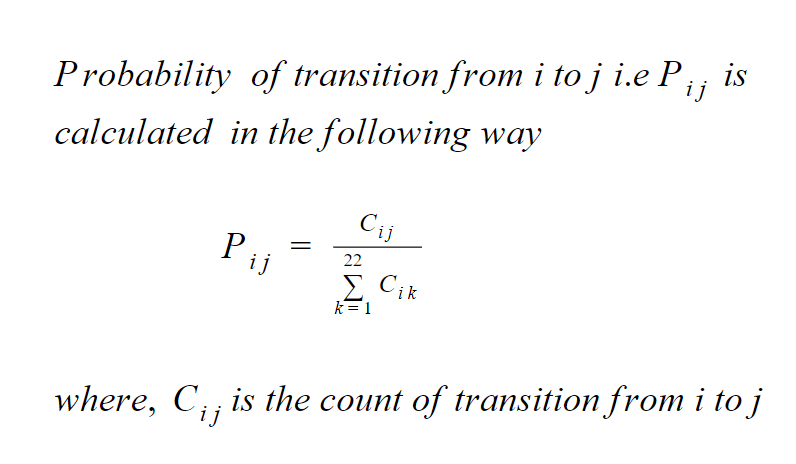 Probability of transition from i to j i.e P_ij is
calculated in the following way
P_ij = C_ij / ∑_{k=1}^{22} C_ik
where, C_ij is the count of transition from i to j